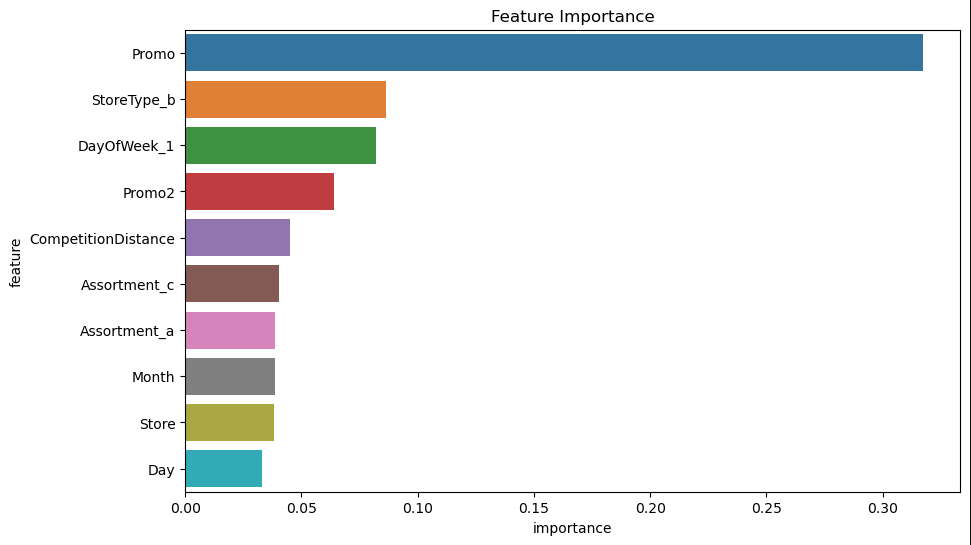 Feature Importance
Promo
StoreType_b
DayOfWeek_1
Promo2
CompetitionDistance
Assortment_c
Assortment_a
Month
Store
Day
feature
0.00 0.05 0.10 0.15 0.20 0.25 0.30
importance